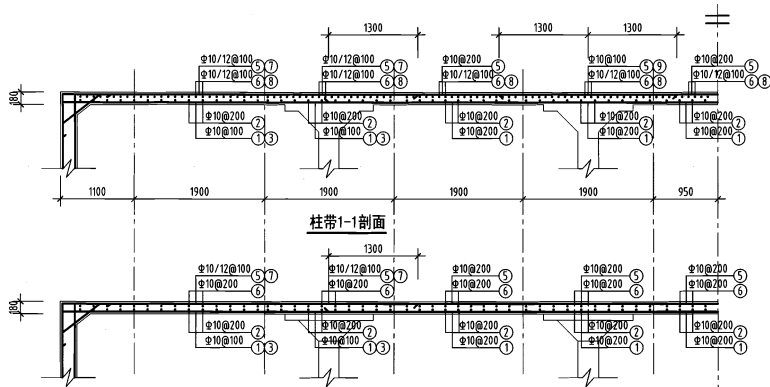 1300 1300 1300
Φ10/12@100 ⑤⑦ Φ10/12@100 ⑤⑦ Φ10@200 ⑤ Φ10@100 ⑤⑨ Φ10@200 ⑤
Φ10/12@100 ⑥⑧ Φ10/12@100 ⑥⑧ Φ10/12@100 ⑥⑧ Φ10/12@100 ⑥⑧ Φ10/12@100 ⑥⑧
180
Φ10@200 ② Φ10@200 ② Φ10@200 ② Φ10@200 ② Φ10@200 ②
Φ10@100 ①③ Φ10@100 ①③ Φ10@200 ① Φ10@200 ① Φ10@200 ①
1100 1900 1900 1900 1900 950
柱带1-1剖面
1300
Φ10/12@100 ⑤⑦ Φ10/12@100 ⑤⑦ Φ10@200 ⑤ Φ10@200 ⑤ Φ10@200 ⑤
Φ10@200 ⑥ Φ10@200 ⑥ Φ10@200 ⑥ Φ10@200 ⑥ Φ10@200 ⑥
180
Φ10@200 ② Φ10@200 ② Φ10@200 ② Φ10@200 ② Φ10@200 ②
Φ10@100 ①③ Φ10@100 ①③ Φ10@200 ① Φ10@200 ① Φ10@200 ①